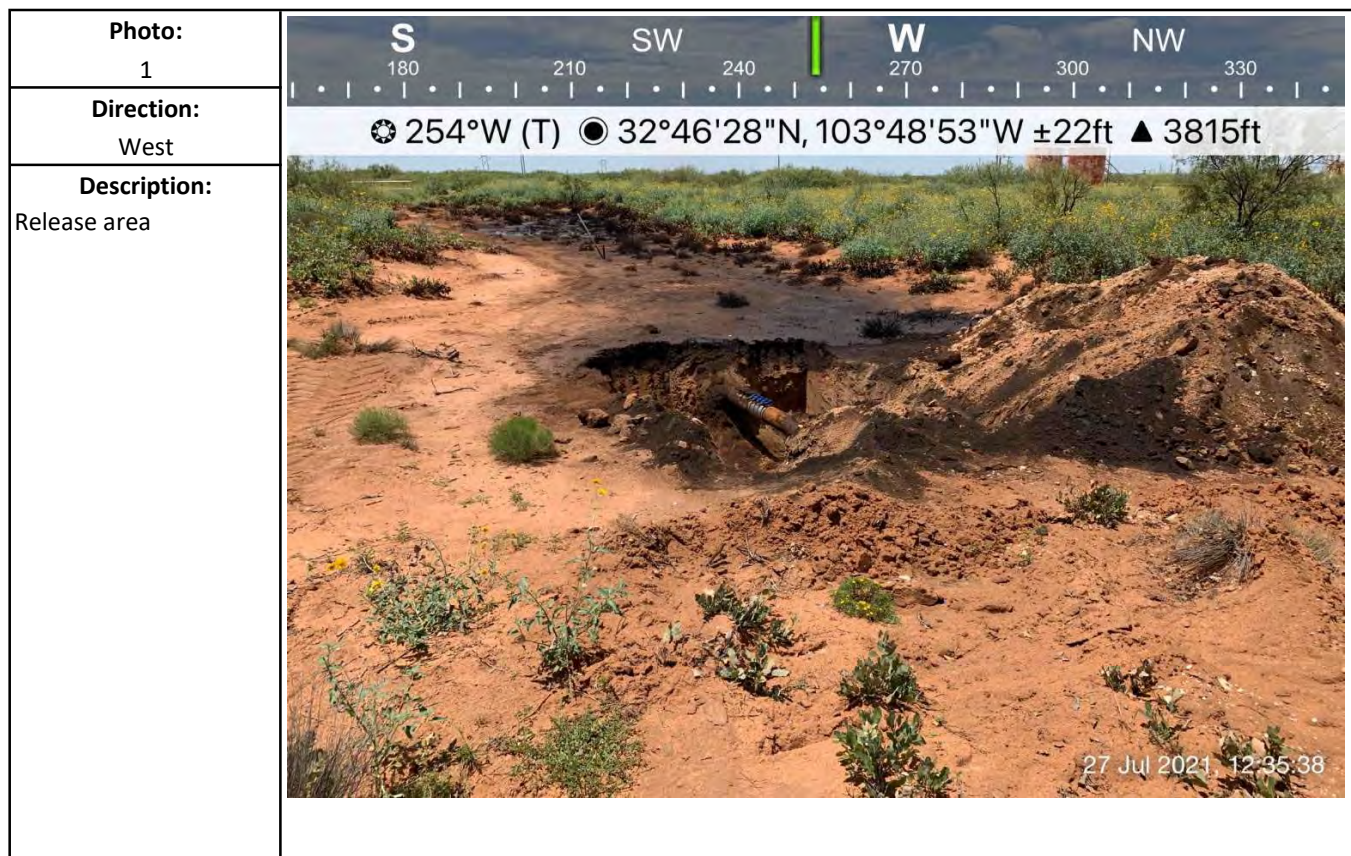 Photo:
1
Direction:
West
Description:
Release area
S SW W NW
180 210 240 270 300 330
254°W (T) 32°46'28"N, 103°48'53"W ±22ft ▲ 3815ft
27 Jul 2021, 12:35:38